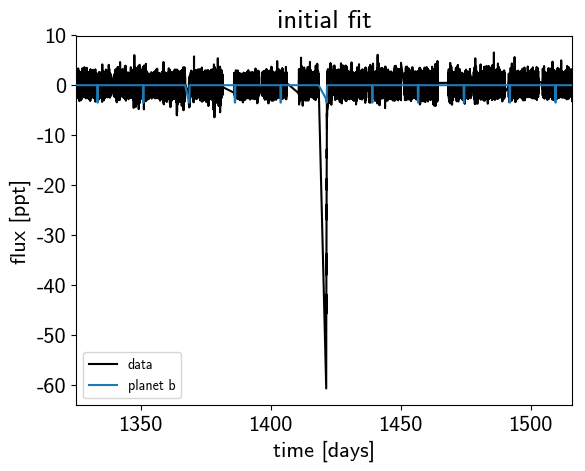 initial fit
10
0
-10
-20
-30
-40
-50
-60
flux [ppt]
data
planet b
1350
1400
1450
1500
time [days]